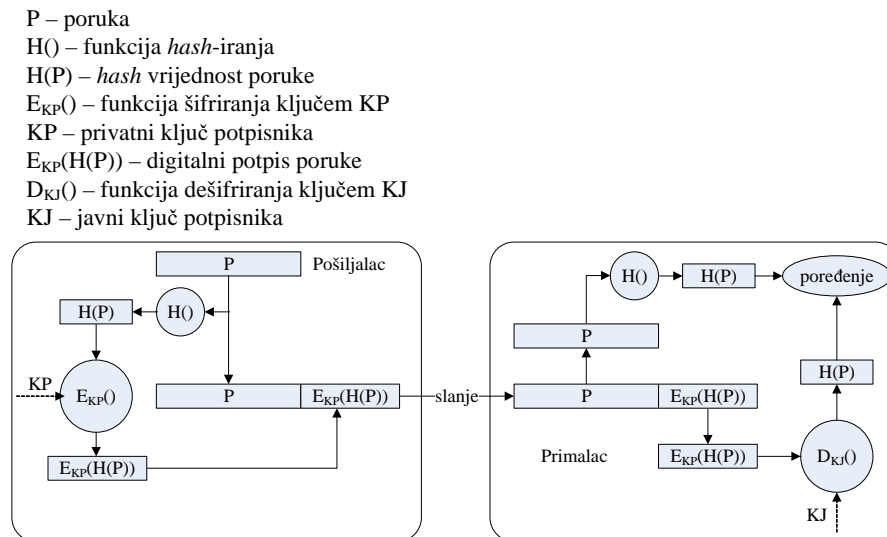 P – poruka
H() – funkcija hash-iranja
H(P) – hash vrijednost poruke
E_KP() – funkcija šifriranja ključem KP
KP – privatni ključ potpisnika
E_KP(H(P)) – digitalni potpis poruke
D_KJ() – funkcija dešifriranja ključem KJ
KJ – javni ključ potpisnika
P
Pošiljalac
H(P)
H()
KP
E_KP()
P
E_KP(H(P))
E_KP(H(P))
slanje
H()
H(P)
poređenje
P
H(P)
P
E_KP(H(P))
Primalac
E_KP(H(P))
D_KJ()
KJ